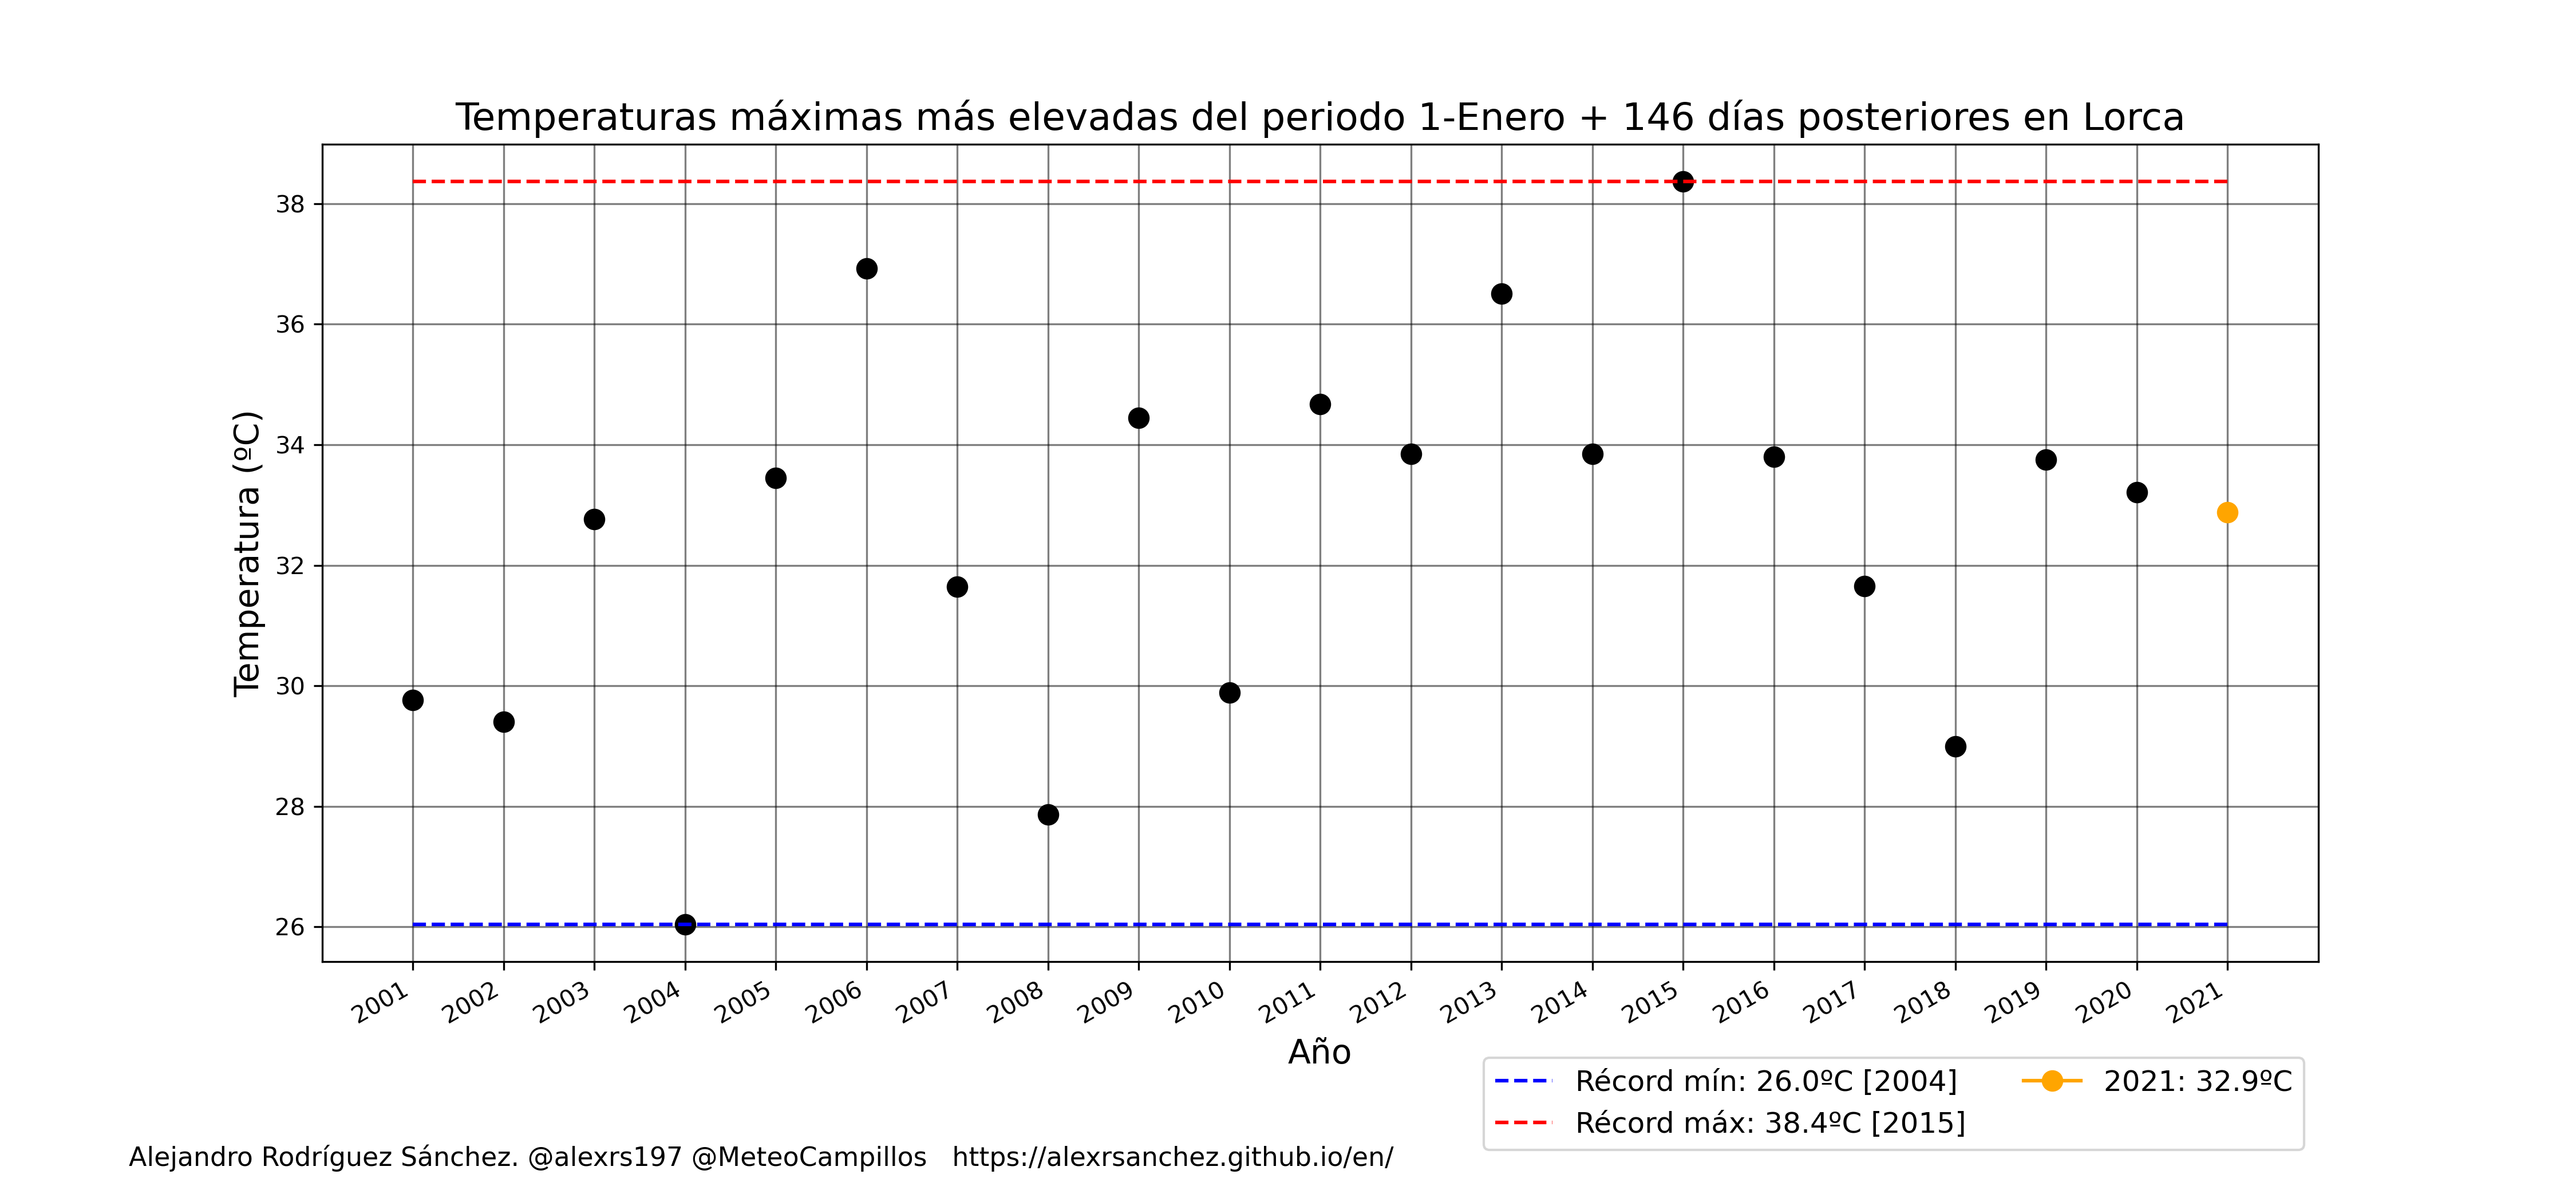 Temperaturas máximas más elevadas del periodo 1-Enero + 146 días posteriores en Lorca
Temperatura (ºC)
38
36
34
32
30
28
26
2001 2002 2003 2004 2005 2006 2007 2008 2009 2010 2011 2012 2013 2014 2015 2016 2017 2018 2019 2020 2021
Año
Récord mín: 26.0ºC [2004]
Récord máx: 38.4ºC [2015]
2021: 32.9ºC
Alejandro Rodríguez Sánchez. @alexrs197 @MeteoCampillos https://alexrsanchez.github.io/en/